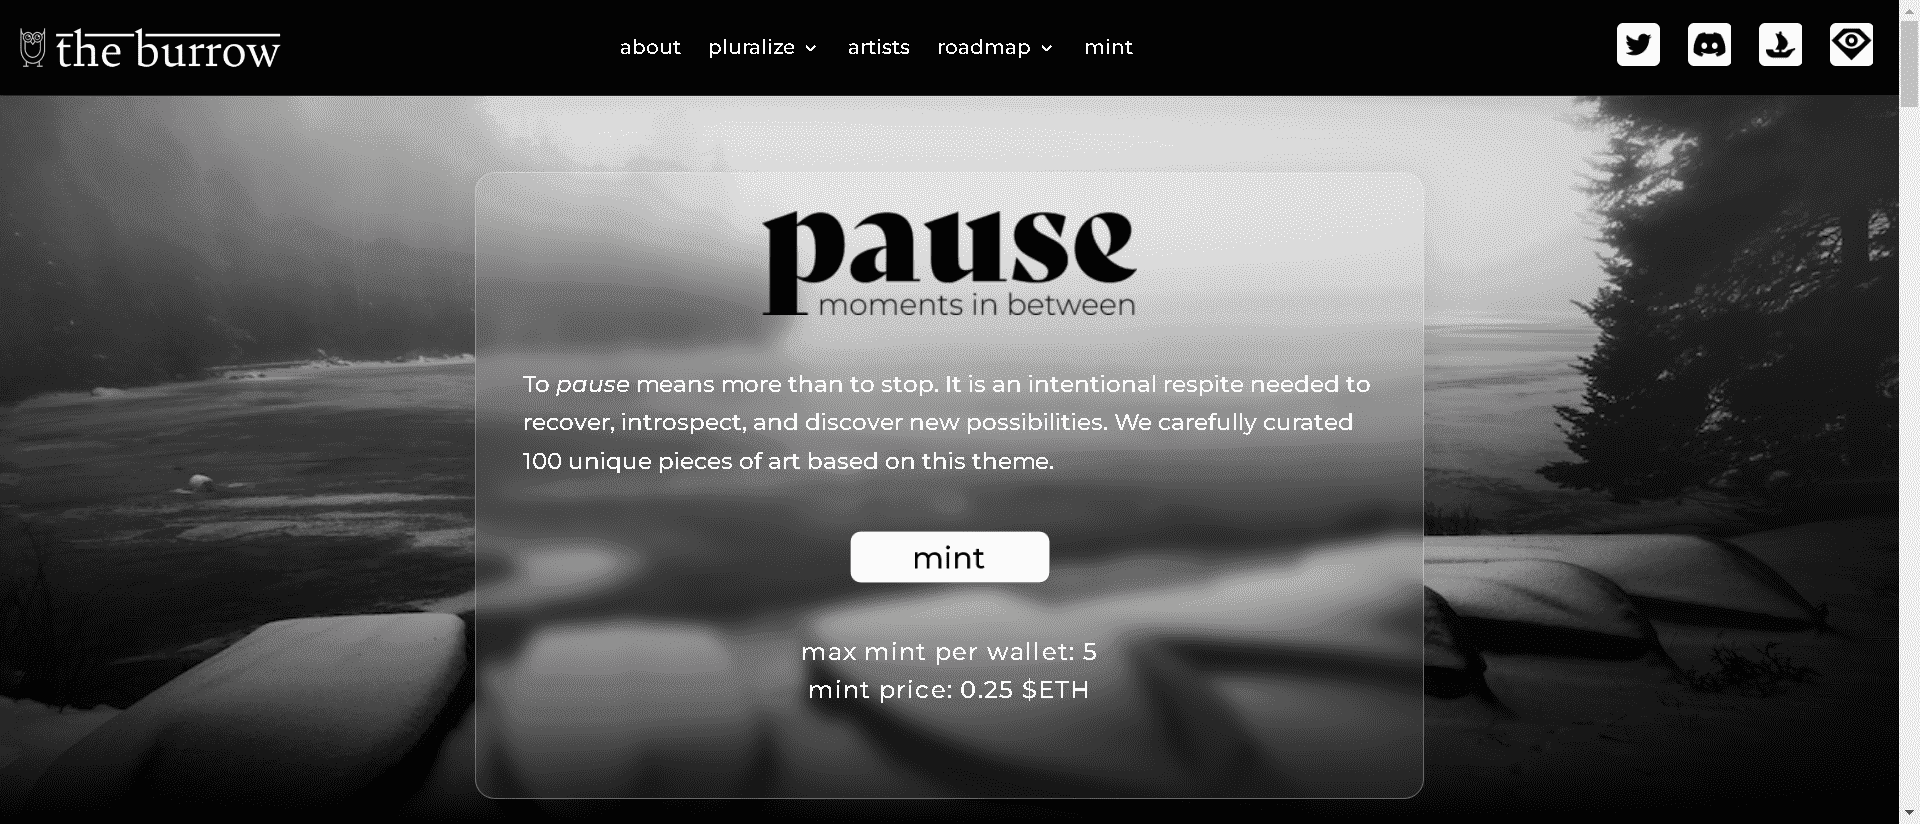 the burrow
about pluralize artists roadmap mint
pause
moments in between
To pause means more than to stop. It is an intentional respite needed to
recover, introspect, and discover new possibilities. We carefully curated
100 unique pieces of art based on this theme.
mint
max mint per wallet: 5
mint price: 0.25 $ETH